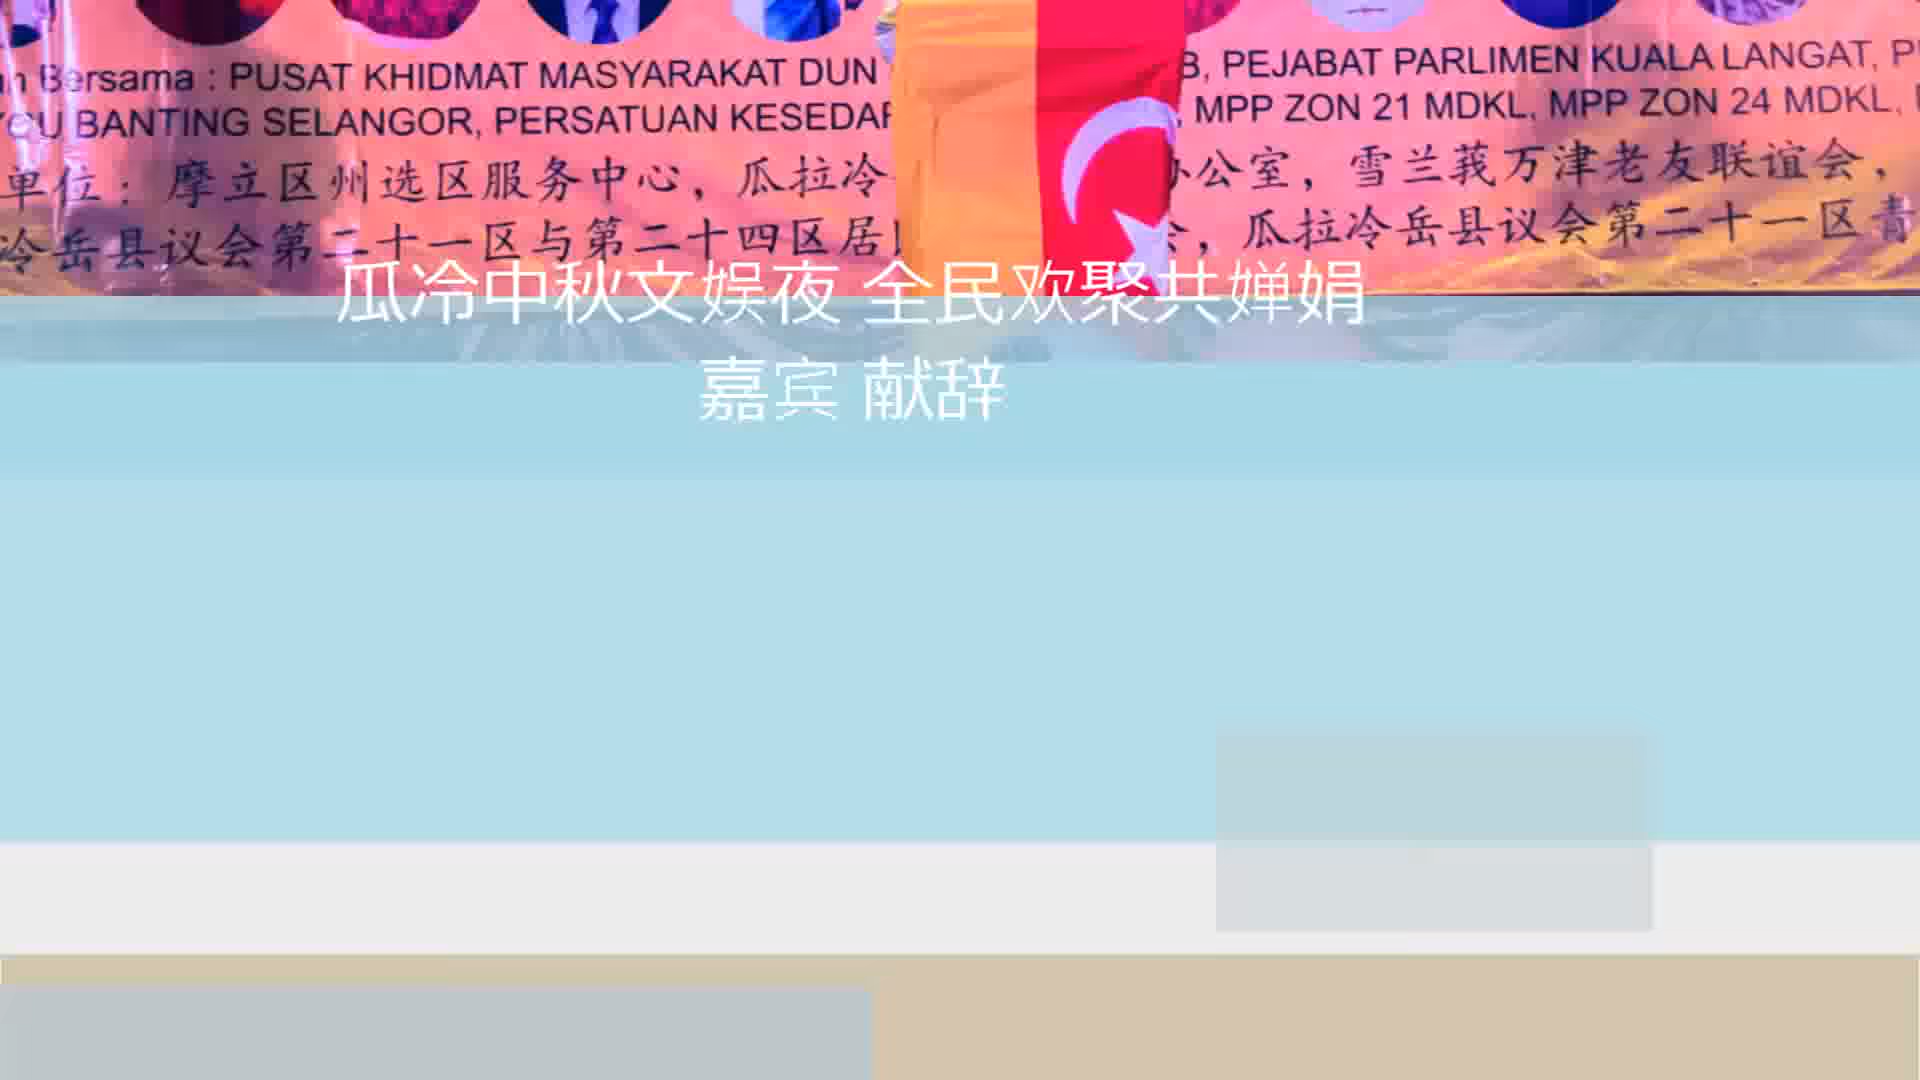 Bersama : PUSAT KHIDMAT MASYARAKAT DUN B, PEJABAT PARLIMEN KUALA LANGAT,
BANTING SELANGOR, PERSATUAN KESEDAR , MPP ZON 21 MDKL, MPP ZON 24 MDKL,
单位：摩立区州选区服务中心，瓜拉冷 办公室，雪兰莪万津老友联谊会，
冷岳县议会第二十一区与第二十四区居 ，瓜拉冷岳县议会第二十一区青
瓜冷中秋文娱夜 全民欢聚共婵娟
嘉宾 献辞